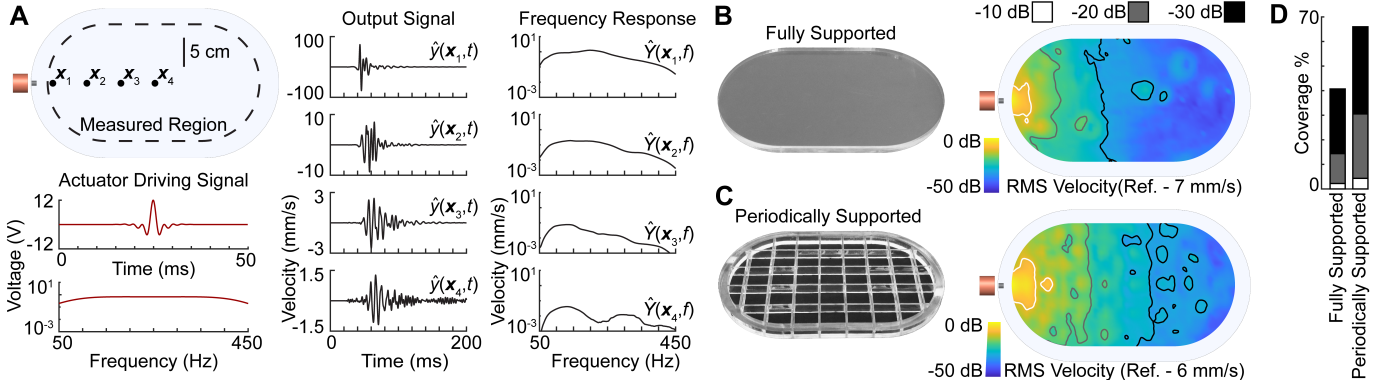 A
5 cm
x1 x2 x3 x4
Measured Region
Actuator Driving Signal
Voltage (V)
12
-12
0 50
Time (ms)
10^1
10^-3
50 450
Frequency (Hz)
Output Signal
Velocity (mm/s)
100
-100
ŷ(x1,t)
10
-10
ŷ(x2,t)
3
-3
ŷ(x3,t)
1.5
-1.5
ŷ(x4,t)
0 200
Time (ms)
Frequency Response
Velocity (mm/s)
10^1
10^-3
Ŷ(x1,f)
10^1
10^-3
Ŷ(x2,f)
10^1
10^-3
Ŷ(x3,f)
10^1
10^-3
Ŷ(x4,f)
50 450
Frequency (Hz)
B
Fully Supported
-10 dB -20 dB -30 dB
0 dB
-50 dB
RMS Velocity(Ref. - 7 mm/s)
C
Periodically Supported
0 dB
-50 dB
RMS Velocity (Ref. - 6 mm/s)
D
Coverage %
70
0
Fully Supported
Periodically Supported